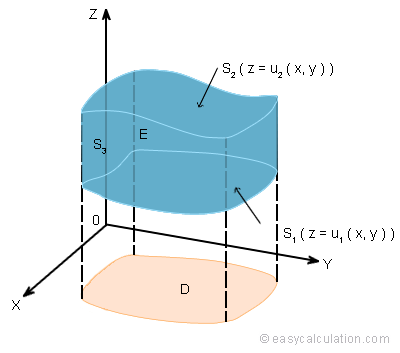 Z
S₂ ( z = u₂ ( x, y ) )
E
S₃
0
S₁ ( z = u₁ ( x, y ) )
Y
X
D
© easycalculation.com